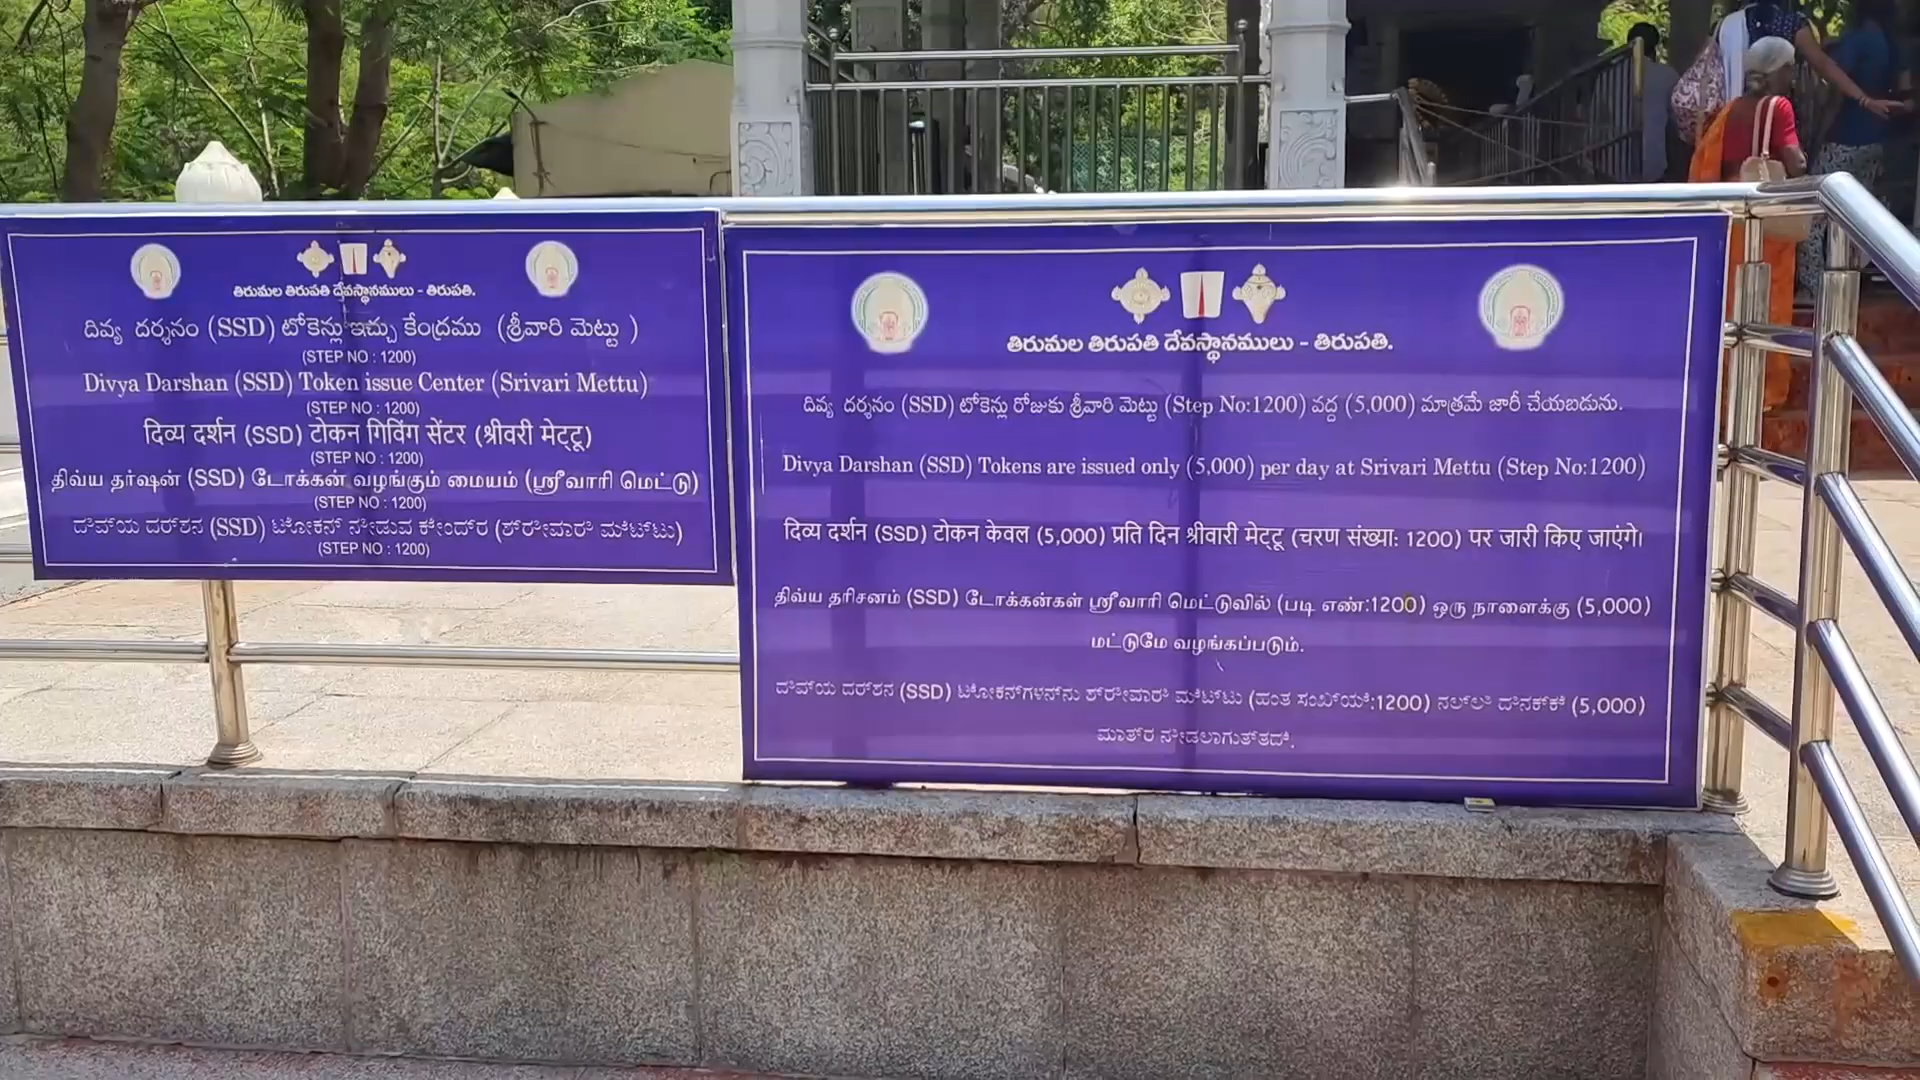 తిరుమల తిరుపతి దేవస్థానములు - తిరుపతి.
దివ్య దర్శనం (SSD) టోకెన్లు ఇచ్చు కేంద్రము (శ్రీవారి మెట్టు )
(STEP NO : 1200)
Divya Darshan (SSD) Token issue Center (Srivari Mettu)
(STEP NO : 1200)
दिव्य दर्शन (SSD) टोकन गिविंग सेंटर (श्रीवरी मेट्टू)
(STEP NO : 1200)
திவ்ய தர்ஷன் (SSD) டோக்கன் வழங்கும் மையம் (ஸ்ரீவாரி மெட்டு)
(STEP NO : 1200)
ದಿವ್ಯ ದರ್ಶನ (SSD) ಟೋಕನ್ ನೀಡುವ ಕೇಂದ್ರ (ಶ್ರೀವಾರಿ ಮೆಟ್ಟು)
(STEP NO : 1200)
తిరుమల తిరుపతి దేవస్థానములు - తిరుపతి.
దివ్య దర్శనం (SSD) టోకెన్లు రోజుకు శ్రీవారి మెట్టు (Step No:1200) వద్ద (5,000) మాత్రమే జారీ చేయబడును.
Divya Darshan (SSD) Tokens are issued only (5,000) per day at Srivari Mettu (Step No:1200)
दिव्य दर्शन (SSD) टोकन केवल (5,000) प्रति दिन श्रीवारी मेट्टू (चरण संख्या: 1200) पर जारी किए जाएंगे।
திவ்ய தரிசனம் (SSD) டோக்கன்கள் ஸ்ரீவாரி மெட்டுவில் (படி எண்:1200) ஒரு நாளைக்கு (5,000)
மட்டுமே வழங்கப்படும்.
ದಿವ್ಯ ದರ್ಶನ (SSD) ಟೋಕನ್‌ಗಳನ್ನು ಶ್ರೀವಾರಿ ಮೆಟ್ಟು (ಹಂತ ಸಂಖ್ಯೆ:1200) ನಲ್ಲಿ ದಿನಕ್ಕೆ (5,000)
ಮಾತ್ರ ನೀಡಲಾಗುತ್ತದೆ.